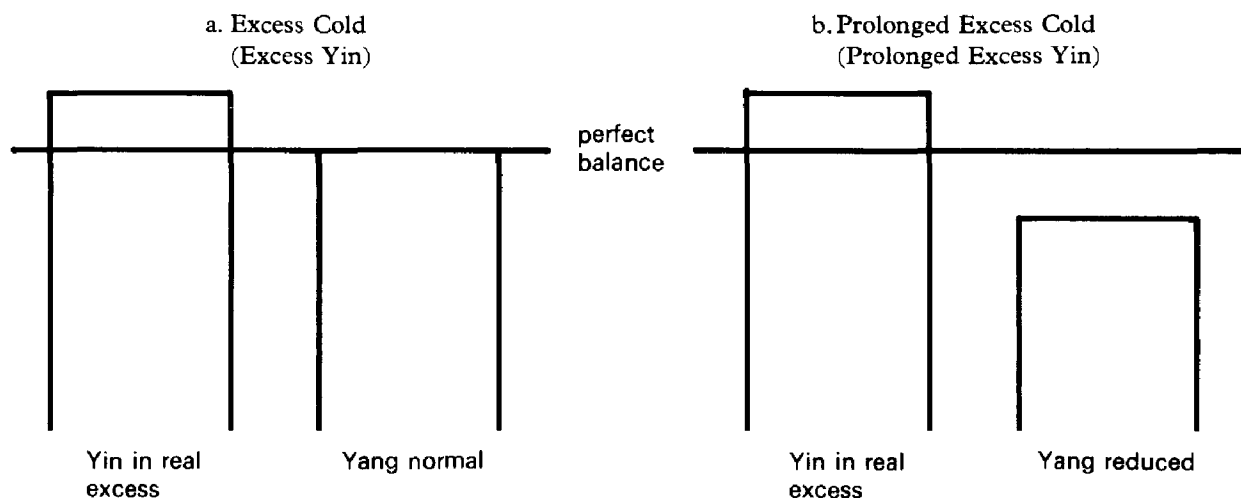 a. Excess Cold
(Excess Yin)
b. Prolonged Excess Cold
(Prolonged Excess Yin)
perfect
balance
Yin in real
excess
Yang normal
Yin in real
excess
Yang reduced